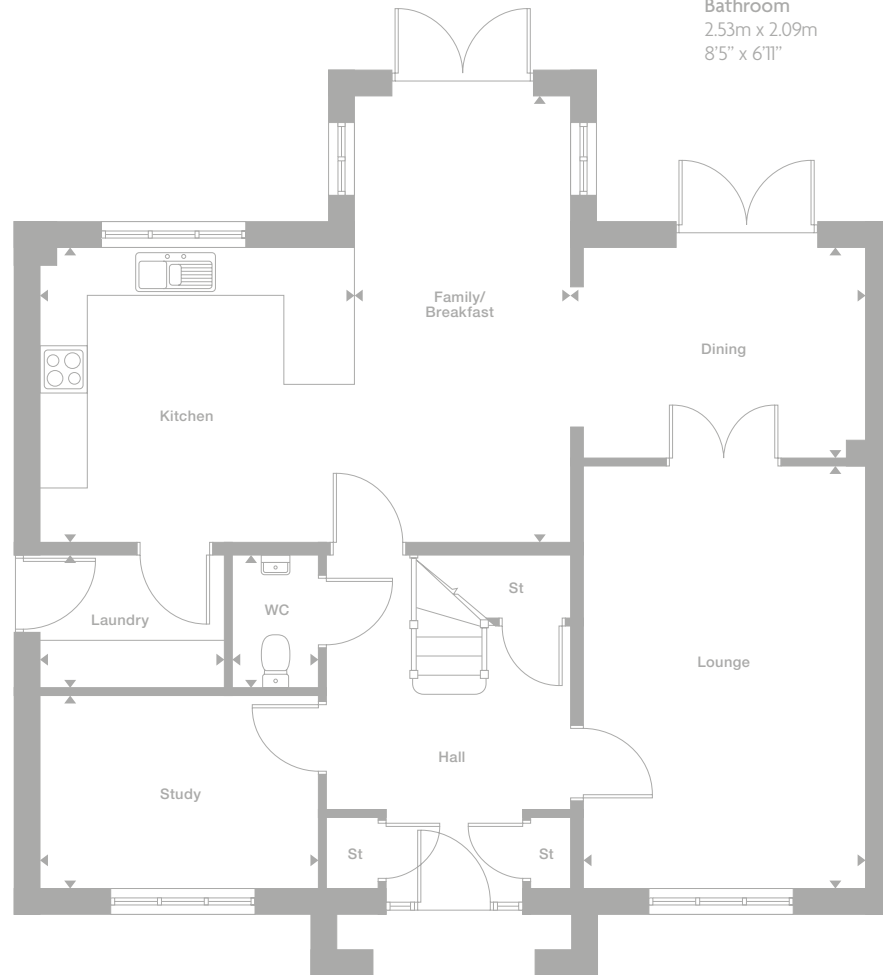 Bathroom
2.53m x 2.09m
8'5" x 6'11"
Family/
Breakfast
Dining
Kitchen
St
WC
Laundry
Lounge
Hall
Study
St
St